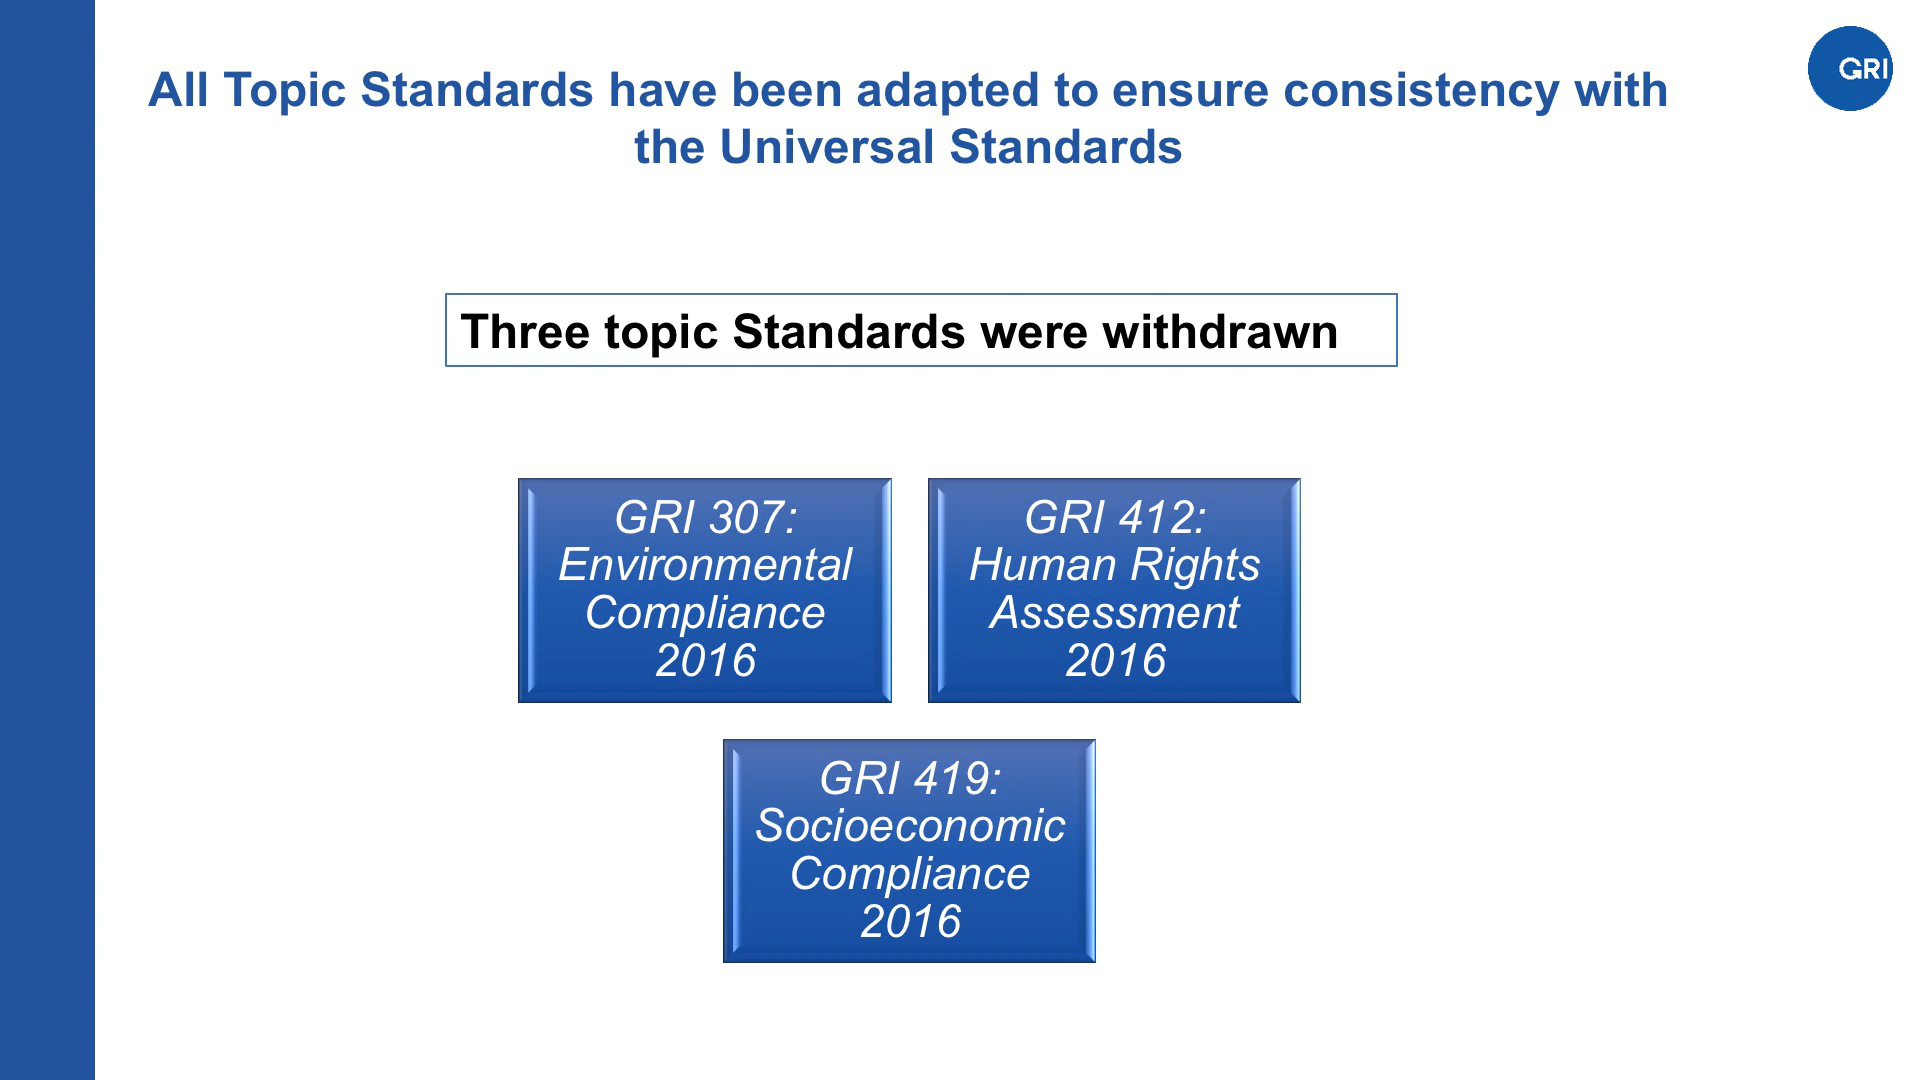 All Topic Standards have been adapted to ensure consistency with
the Universal Standards
GRI
Three topic Standards were withdrawn
GRI 307:
Environmental
Compliance
2016
GRI 412:
Human Rights
Assessment
2016
GRI 419:
Socioeconomic
Compliance
2016